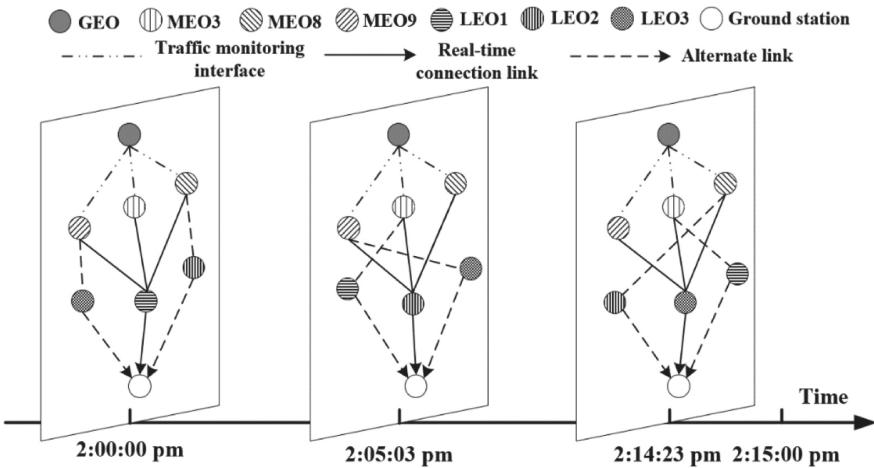 GEO MEO3 MEO8 MEO9 LEO1 LEO2 LEO3 Ground station
Traffic monitoring interface
Real-time connection link
Alternate link
Time
2:00:00 pm
2:05:03 pm
2:14:23 pm
2:15:00 pm